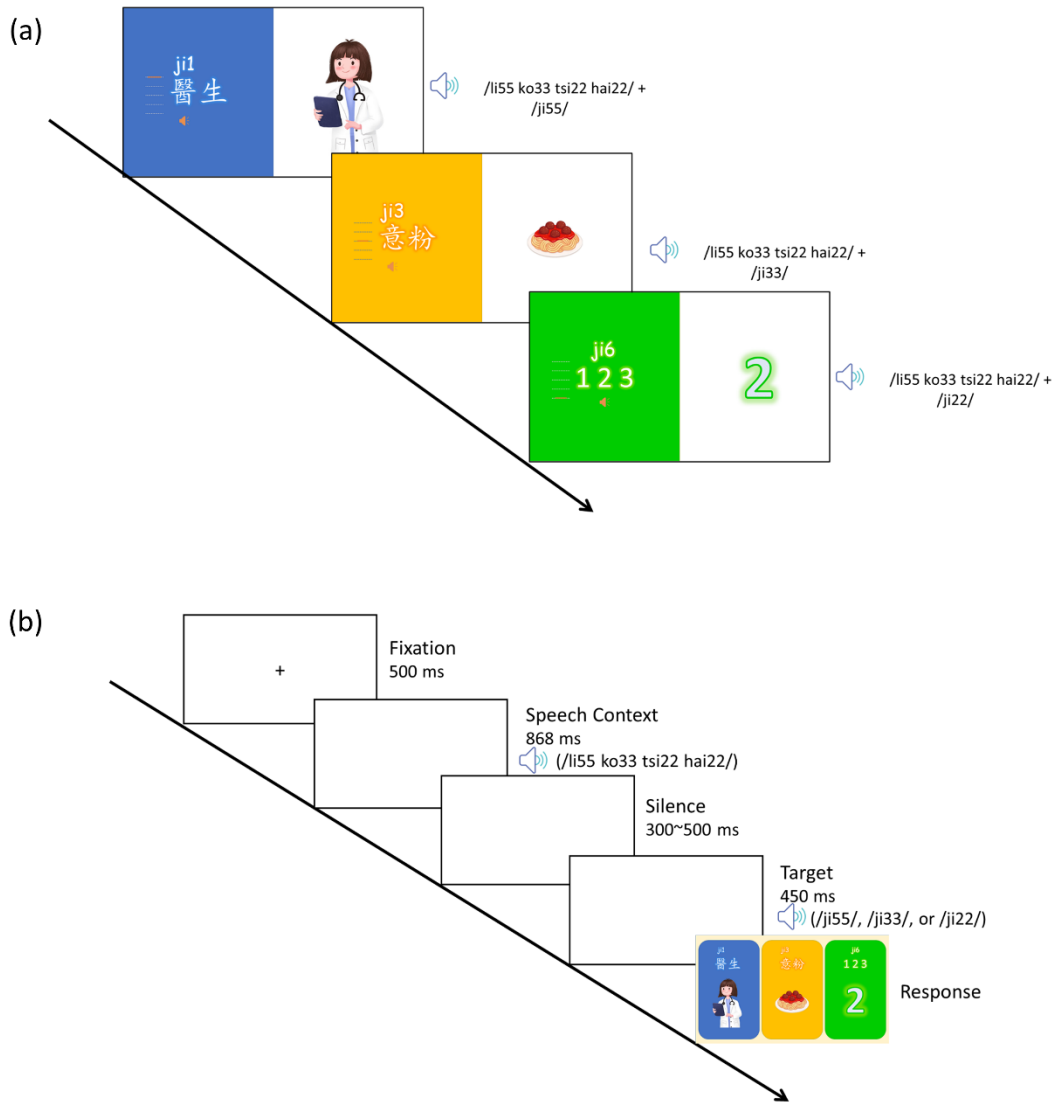 (a)
ji1
醫生
/li55 ko33 tsi22 hai22/ +
/ji55/
ji3
意粉
/li55 ko33 tsi22 hai22/ +
/ji33/
ji6
1 2 3
2
/li55 ko33 tsi22 hai22/ +
/ji22/
(b)
+
Fixation
500 ms
Speech Context
868 ms
(/li55 ko33 tsi22 hai22/)
Silence
300~500 ms
Target
450 ms
(/ji55/, /ji33/, or /ji22/)
ji1
醫生
ji3
意粉
ji6
1 2 3
2
Response